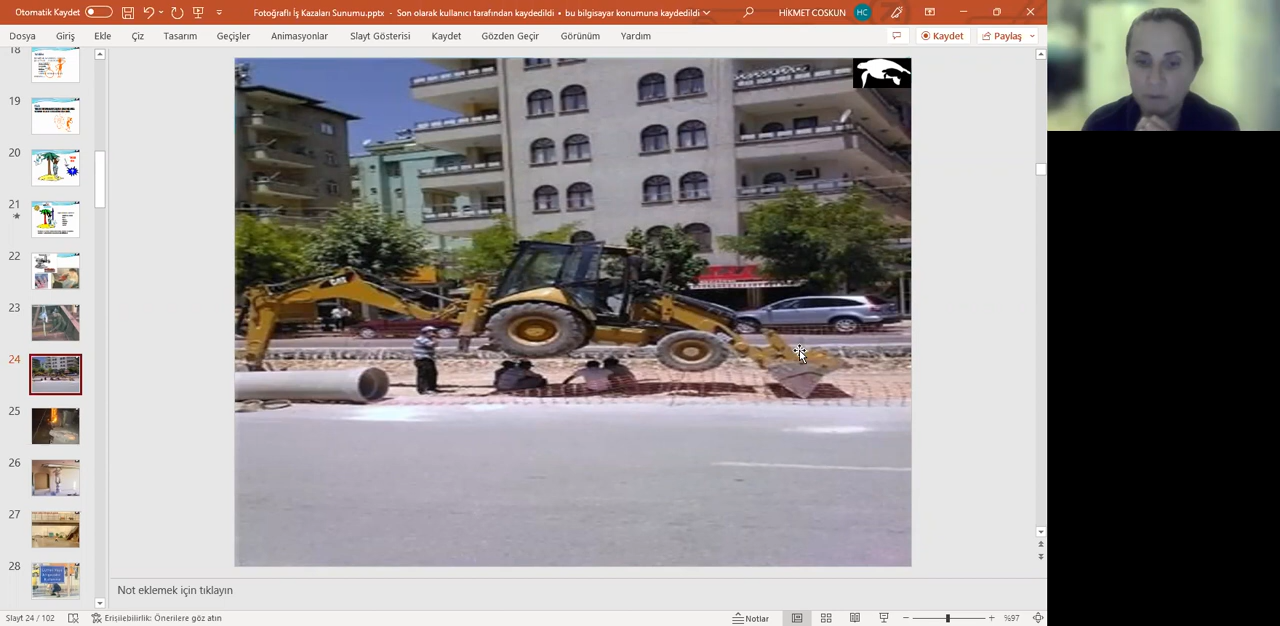 Otomatik Kaydet
Fotoğraflı İş Kazaları Sunumu.pptx - Son olarak kullanıcı tarafından kaydedildi • bu bilgisayar konumuna kaydedildi
HİKMET COSKUN
HC
Dosya Giriş Ekle Çiz Tasarım Geçişler Animasyonlar Slayt Gösterisi Kaydet Gözden Geçir Görünüm Yardım
Kaydet
Paylaş
18
19
20
21
22
23
24
25
26
27
28
CAT
Not eklemek için tıklayın
Slayt 24 / 102
Erişilebilirlik: Önerilere göz atın
Notlar
%97